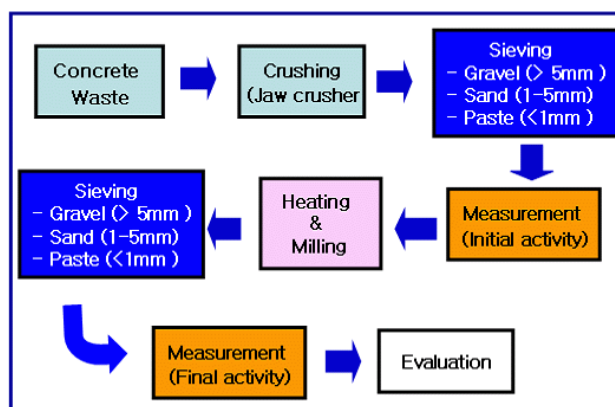 Concrete
Waste
Crushing
(Jaw crusher
Sieving
- Gravel (> 5mm )
- Sand (1-5mm)
- Paste (<1mm )
Measurement
(Initial activity)
Heating
&
Milling
Sieving
- Gravel (> 5mm )
- Sand (1-5mm)
- Paste (<1mm )
Measurement
(Final activity)
Evaluation